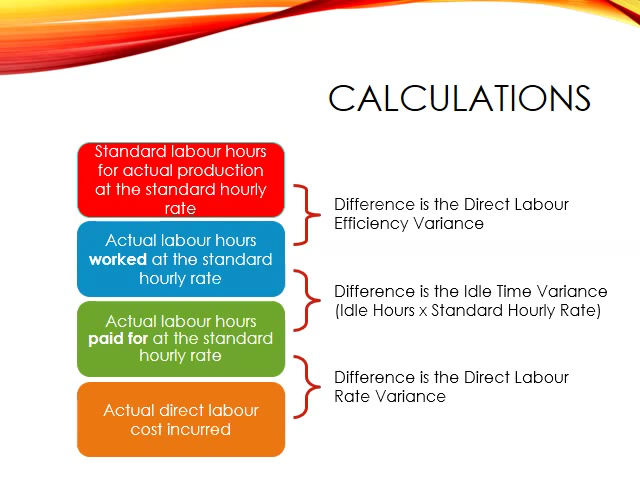 CALCULATIONS
Standard labour hours
for actual production
at the standard hourly
rate
Difference is the Direct Labour
Efficiency Variance
Actual labour hours
worked at the standard
hourly rate
Difference is the Idle Time Variance
(Idle Hours x Standard Hourly Rate)
Actual labour hours
paid for at the standard
hourly rate
Difference is the Direct Labour
Rate Variance
Actual direct labour
cost incurred